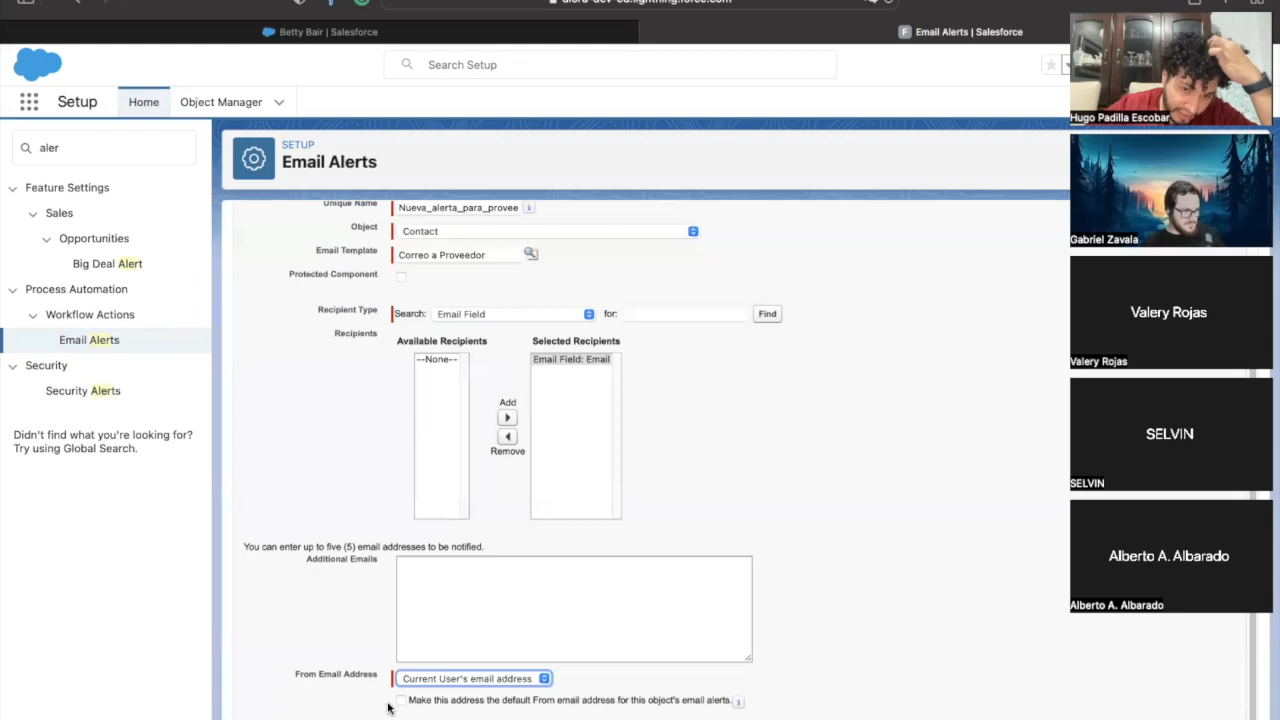 Betty Bair | Salesforce
Email Alerts | Salesforce
Search Setup
Setup
Home
Object Manager
aler
Feature Settings
Sales
Opportunities
Big Deal Alert
Process Automation
Workflow Actions
Email Alerts
Security
Security Alerts
Didn't find what you're looking for?
Try using Global Search.
SETUP
Email Alerts
Unique Name Nueva_alerta_para_provee
Object Contact
Email Template Correo a Proveedor
Protected Component
Recipient Type Search: Email Field for: Find
Recipients
Available Recipients Selected Recipients
--None-- Email Field: Email
Add
Remove
You can enter up to five (5) email addresses to be notified.
Additional Emails
From Email Address Current User's email address
Make this address the default From email address for this object's email alerts.
Hugo Padilla Escobar
Gabriel Zavala
Valery Rojas
Valery Rojas
SELVIN
SELVIN
Alberto A. Albarado
Alberto A. Albarado